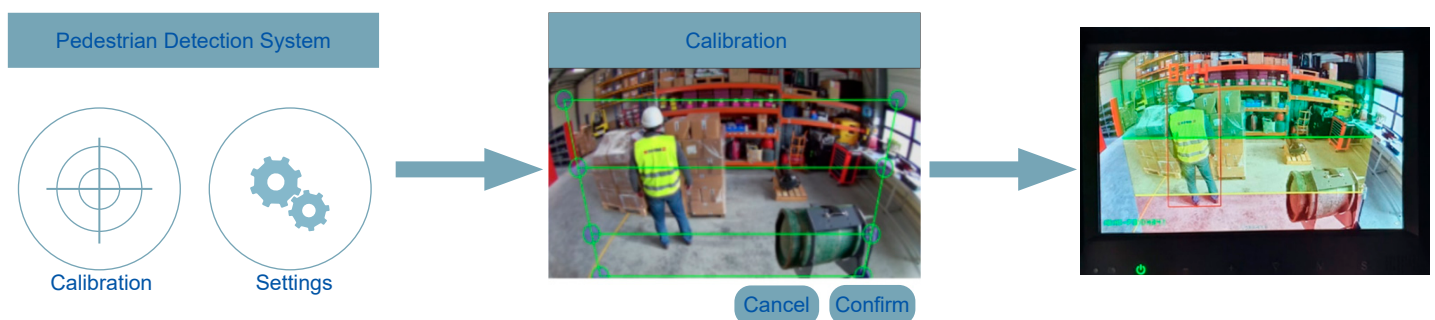 Pedestrian Detection System
Calibration
Settings
Calibration
Cancel
Confirm